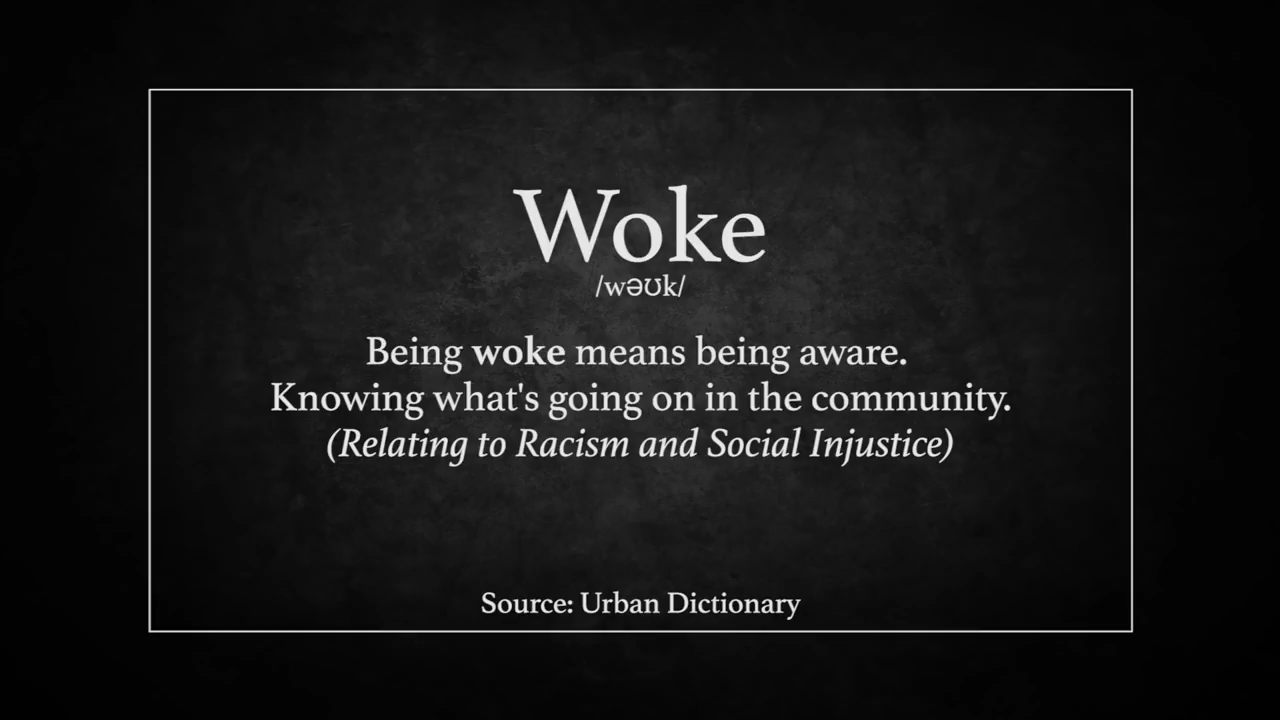 Woke
/wəʊk/
Being woke means being aware.
Knowing what's going on in the community.
(Relating to Racism and Social Injustice)
Source: Urban Dictionary